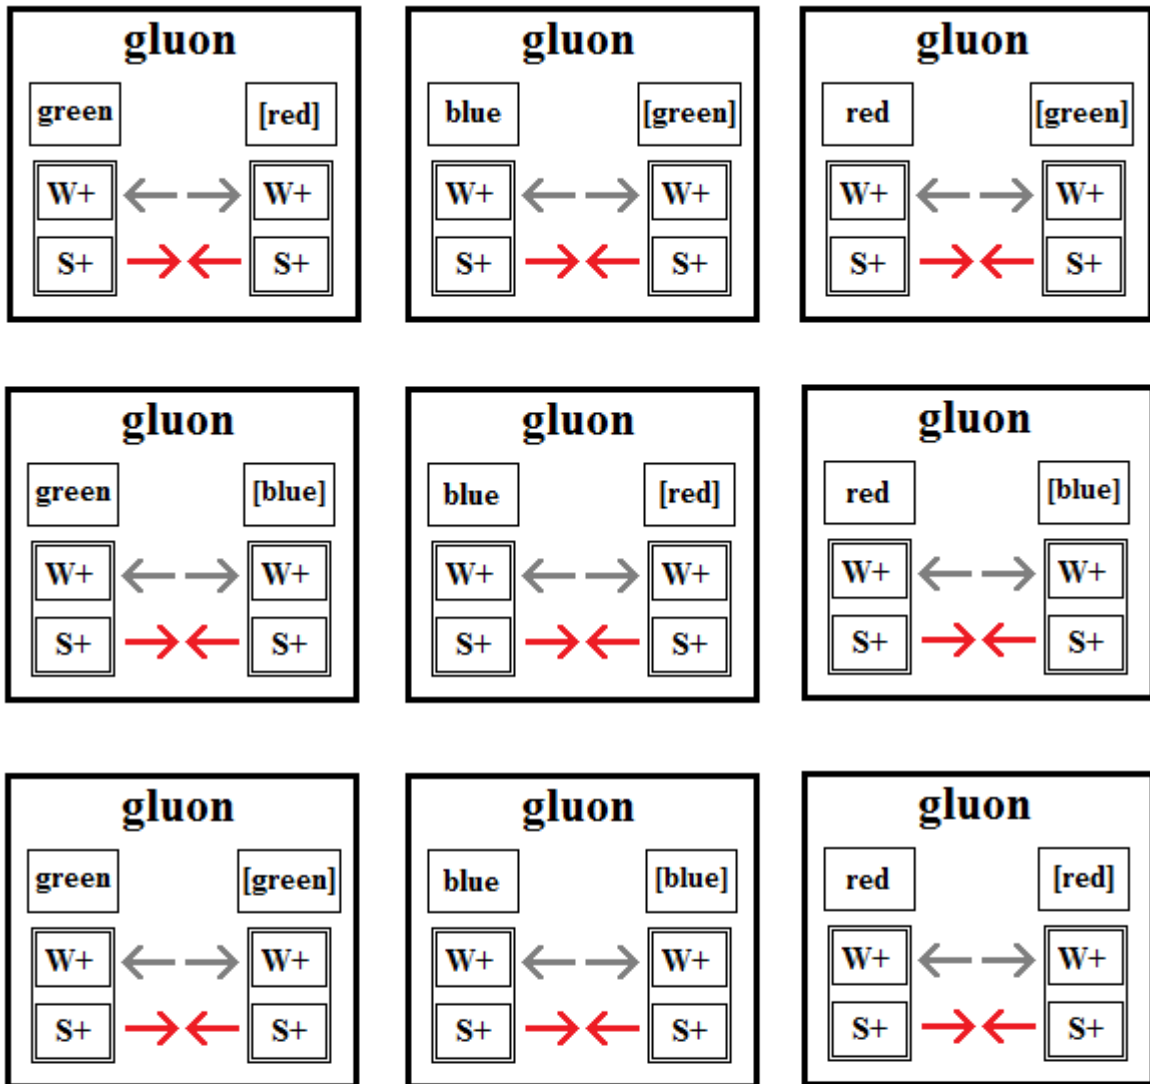 gluon gluon gluon
green [red] blue [green] red [green]
W+ W+ W+ W+ W+ W+
S+ S+ S+ S+ S+ S+
gluon gluon gluon
green [blue] blue [red] red [blue]
W+ W+ W+ W+ W+ W+
S+ S+ S+ S+ S+ S+
gluon gluon gluon
green [green] blue [blue] red [red]
W+ W+ W+ W+ W+ W+
S+ S+ S+ S+ S+ S+